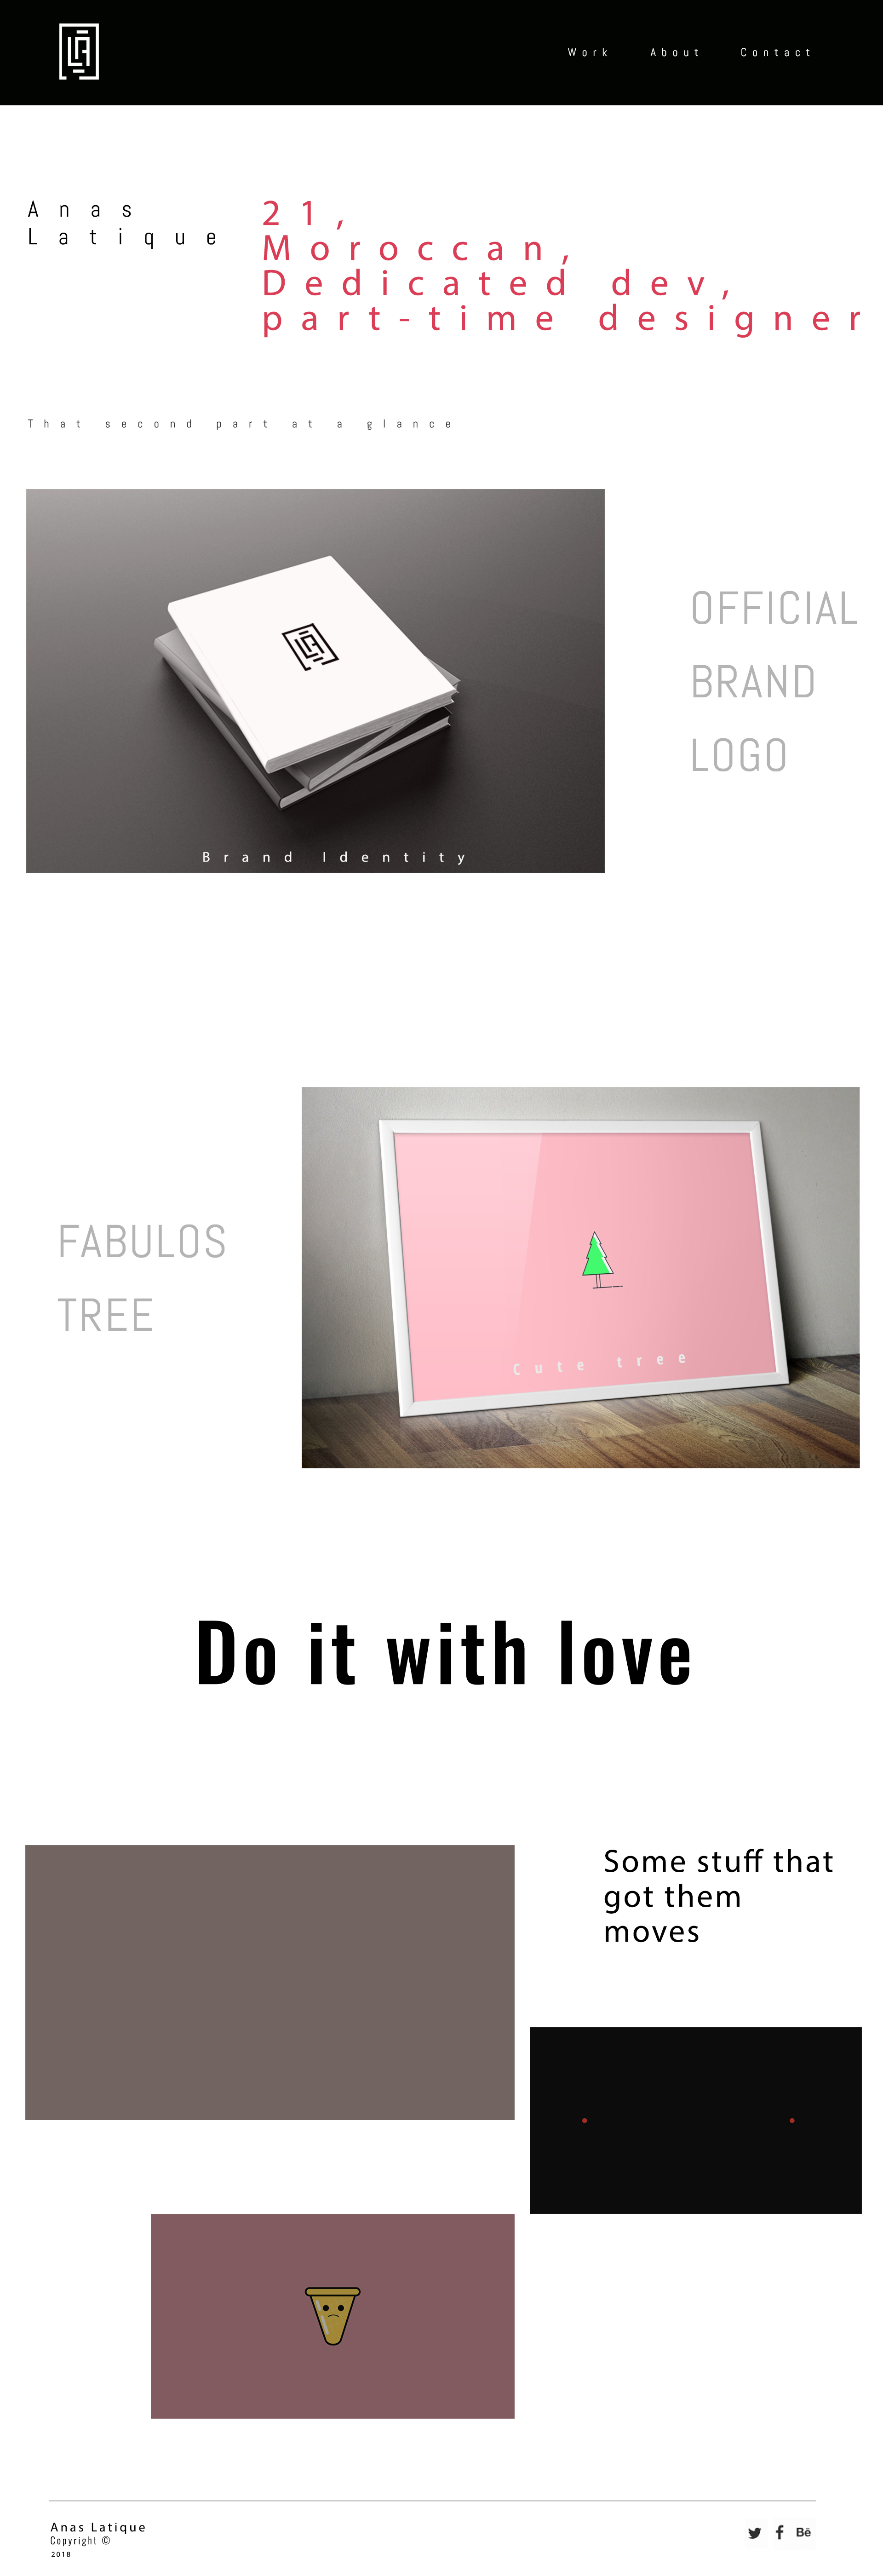 Work About Contact
Anas
Latique
21,
Moroccan,
Dedicated dev,
part-time designer
That second part at a glance
OFFICIAL
BRAND
LOGO
Brand Identity
FABULOS
TREE
Cute tree
Do it with love
Some stuff that
got them
moves
Anas Latique
Copyright ©
2018
Bē